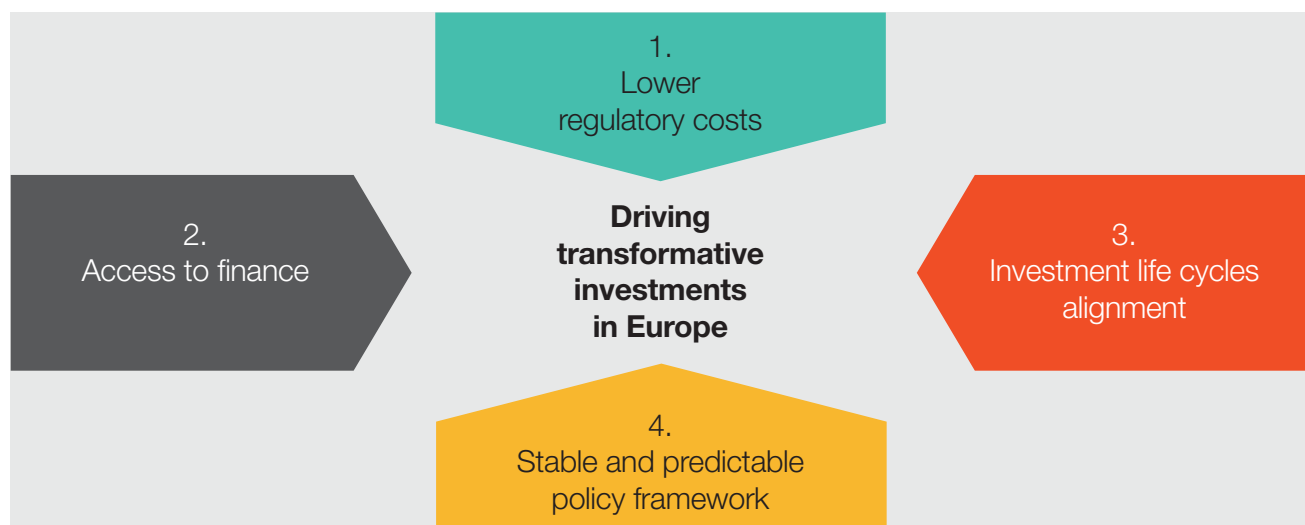 1.
Lower
regulatory costs
2.
Access to finance
Driving
transformative
investments
in Europe
3.
Investment life cycles
alignment
4.
Stable and predictable
policy framework